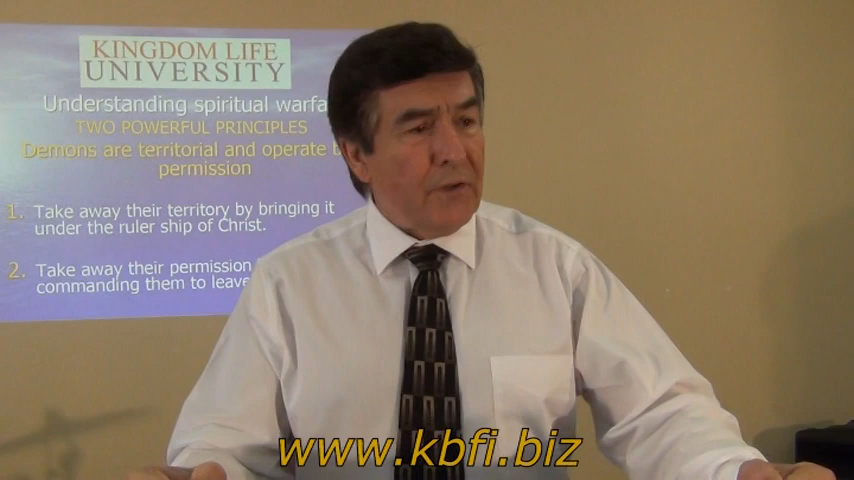 KINGDOM LIFE
UNIVERSITY
Understanding spiritual
TWO POWERFUL PRINCIPLES
Demons are territorial and operate
permission
1. Take away their territory by bringing it
under the ruler ship of Christ.
2. Take away their permission
commanding them to leave
www.kbfi.biz